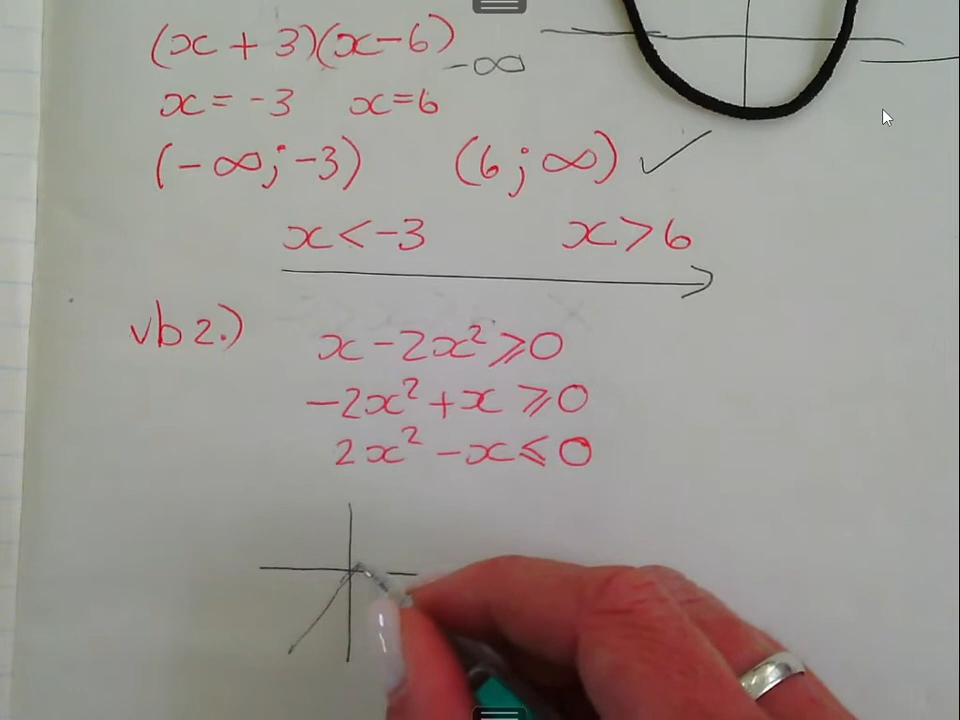 (x + 3)(x - 6)
-∞
x = -3 x = 6
(-∞; -3) (6; ∞) ✓
x < -3 x > 6
vb 2.) x - 2x² ⩾ 0
-2x² + x ⩾ 0
2x² - x ⩽ 0